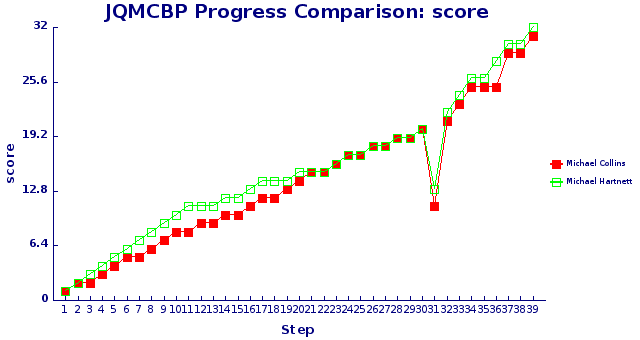 JQMCBP Progress Comparison: score
32
25.6
19.2
12.8
6.4
0
score
1 2 3 4 5 6 7 8 9 10 11 12 13 14 15 16 17 18 19 20 21 22 23 24 25 26 27 28 29 30 31 32 33 34 35 36 37 38 39
Step
Michael Collins
Michael Hartnett